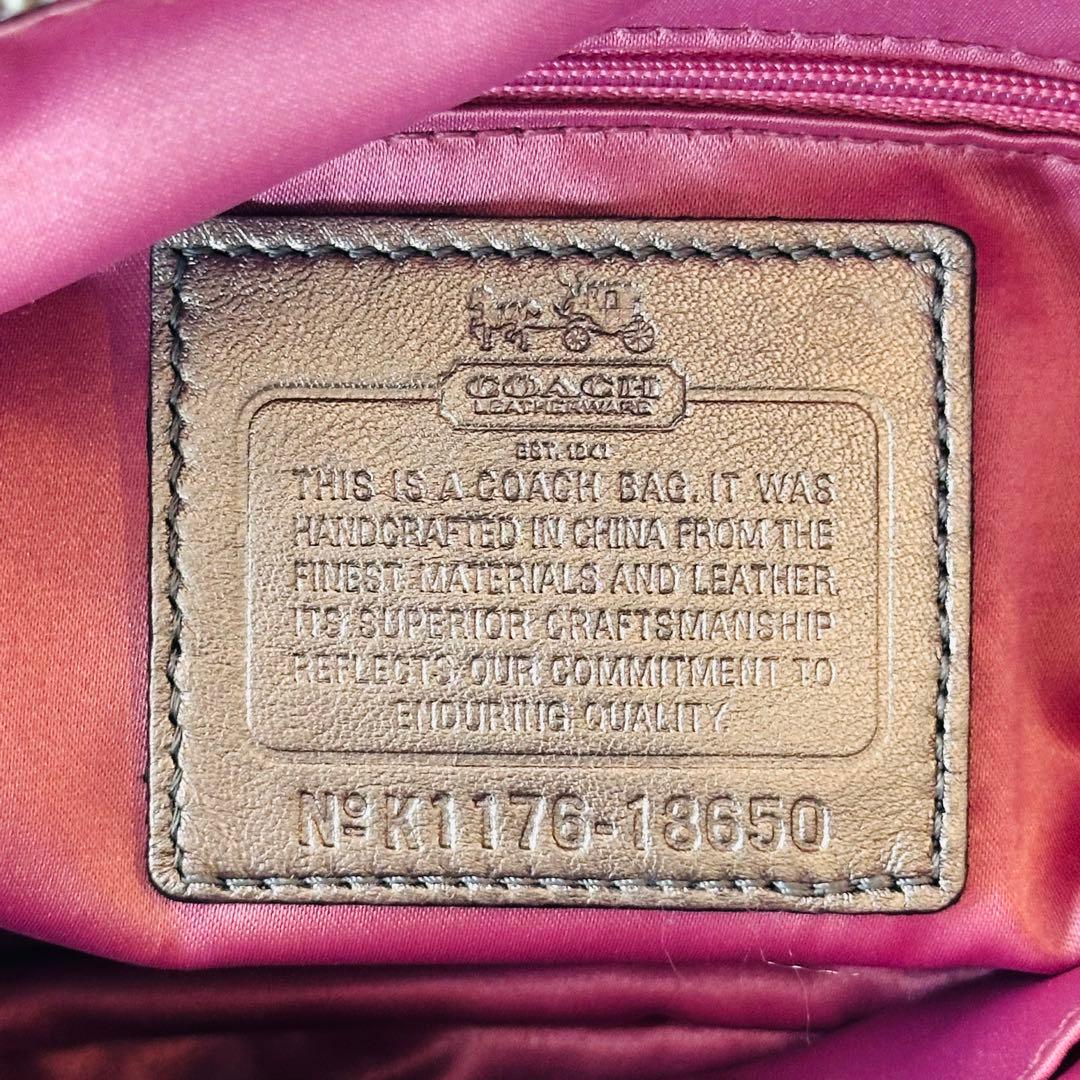 COACH
LEATHERWARE
EST. 1941
THIS IS A COACH BAG. IT WAS
HANDCRAFTED IN CHINA FROM THE
FINEST MATERIALS AND LEATHER.
ITS SUPERIOR CRAFTSMANSHIP
REFLECTS OUR COMMITMENT TO
ENDURING QUALITY.
Nº K1176-18650